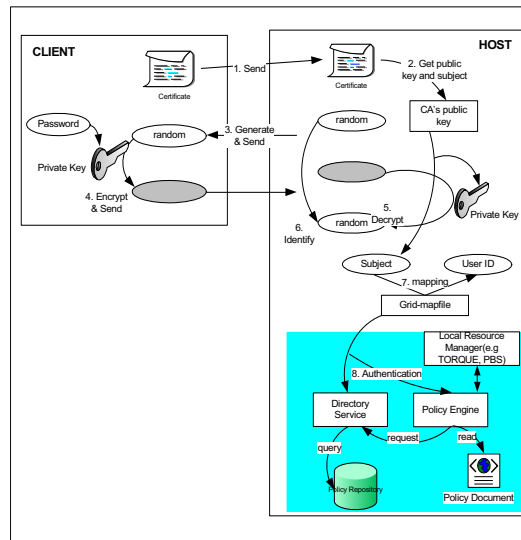 CLIENT
HOST
Certificate
1. Send
Certificate
2. Get public
key and subject
CA's public
key
Password
random
3. Generate
& Send
random
Private Key
4. Encrypt
& Send
5.
Decrypt
Private Key
6.
Identify
random
Subject
User ID
7. mapping
Grid-mapfile
Local Resource
Manager(e.g
TORQUE, PBS)
8. Authentication
Directory
Service
Policy Engine
query
request
read
Policy Repository
Policy Document